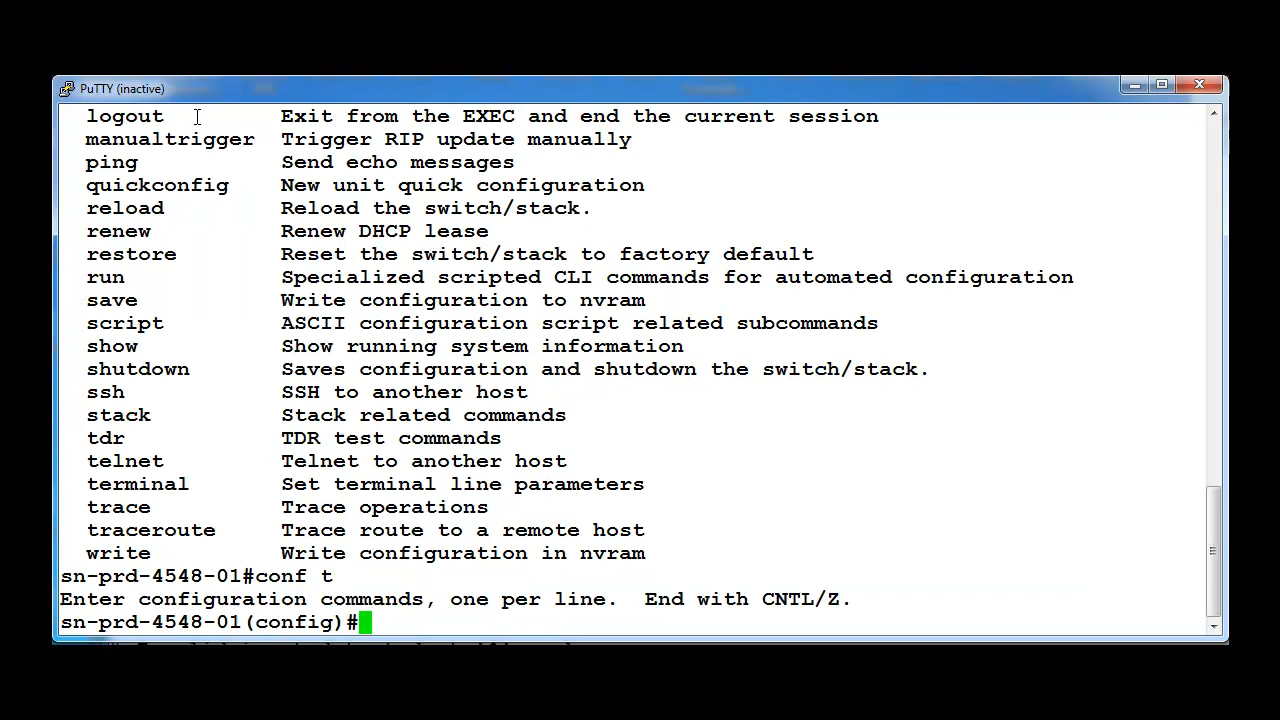 PuTTY (inactive)
logout Exit from the EXEC and end the current session
manualtrigger Trigger RIP update manually
ping Send echo messages
quickconfig New unit quick configuration
reload Reload the switch/stack.
renew Renew DHCP lease
restore Reset the switch/stack to factory default
run Specialized scripted CLI commands for automated configuration
save Write configuration to nvram
script ASCII configuration script related subcommands
show Show running system information
shutdown Saves configuration and shutdown the switch/stack.
ssh SSH to another host
stack Stack related commands
tdr TDR test commands
telnet Telnet to another host
terminal Set terminal line parameters
trace Trace operations
traceroute Trace route to a remote host
write Write configuration in nvram
sn-prd-4548-01#conf t
Enter configuration commands, one per line.  End with CNTL/Z.
sn-prd-4548-01(config)#